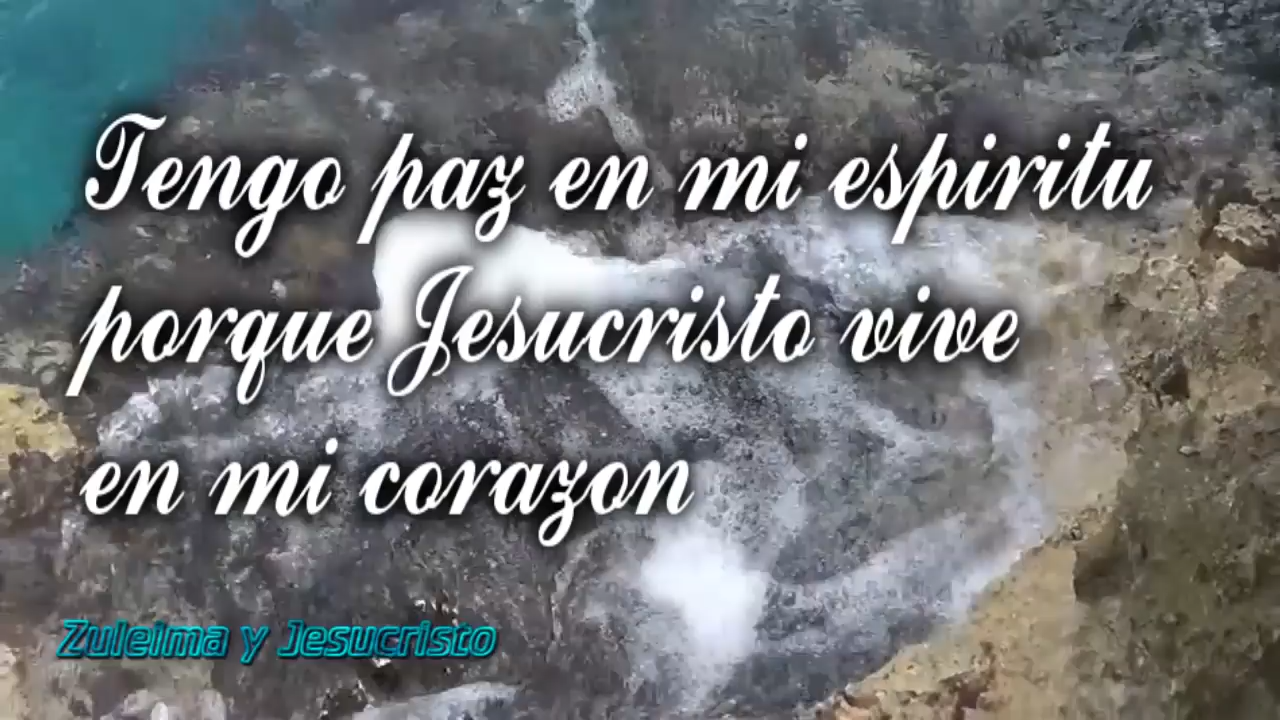 Tengo paz en mi espiritu
porque Jesucristo vive
en mi corazon
Zuleima y Jesucristo